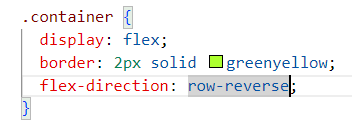 .container {
display: flex;
border: 2px solid greenyellow;
flex-direction: row-reverse;
}